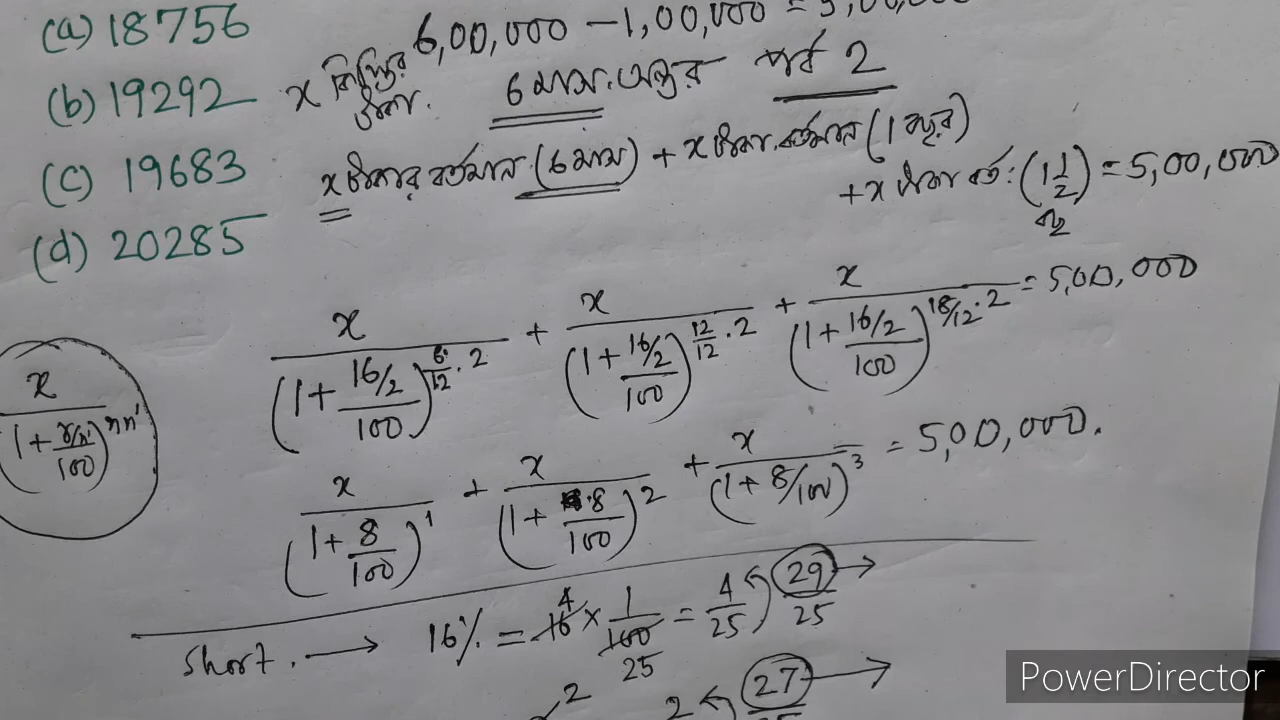 (a) 18756
(b) 19292
(c) 19683
(d) 20285
6,00,000 - 1,00,000 =
x কিস্তির
টাকা.
6 মাস. অন্তর পর্ব 2
x টাকার বর্তমান (6 মাস) + x টাকা. বর্তমান (1 বছর)
+ x টাকা বর্ত: (1 1/2) = 5,00,000
x/(1 + (16/2)/100)^(6/12 · 2) + x/(1 + (16/2)/100)^(12/12 · 2) + x/(1 + (16/2)/100)^(18/12 · 2) = 5,00,000
x/(1 + (r/n')/100)^nn'
x/(1 + 8/100)^1 + x/(1 + 8/100)^2 + x/(1 + 8/100)^3 = 5,00,000.
Short. → 16% = 16 4 × 1/100 25 = 4/25 ) 29/25 →
2 2 27 →
PowerDirector